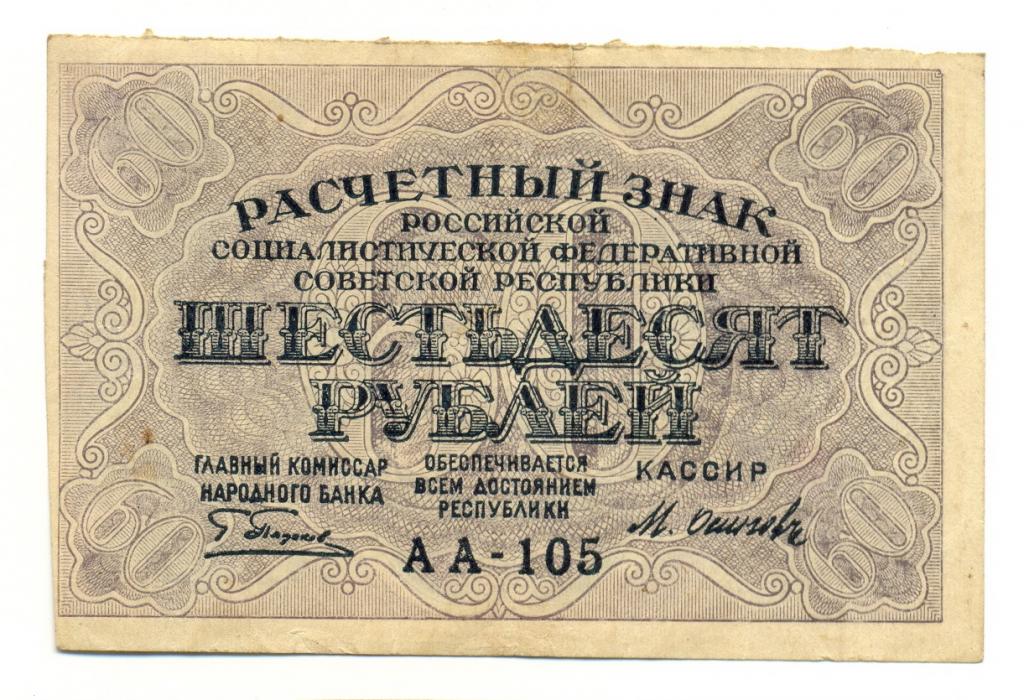 60 60
РАСЧЕТНЫЙ ЗНАК
РОССИЙСКОЙ
СОЦИАЛИСТИЧЕСКОЙ ФЕДЕРАТИВНОЙ
СОВЕТСКОЙ РЕСПУБЛИКИ
ШЕСТЬДЕСЯТ
РУБЛЕЙ
ГЛАВНЫЙ КОМИССАР
НАРОДНОГО БАНКА
ОБЕСПЕЧИВАЕТСЯ
ВСЕМ ДОСТОЯНИЕМ
РЕСПУБЛИКИ
КАССИР
М. Осиповъ
АА-105
60 60